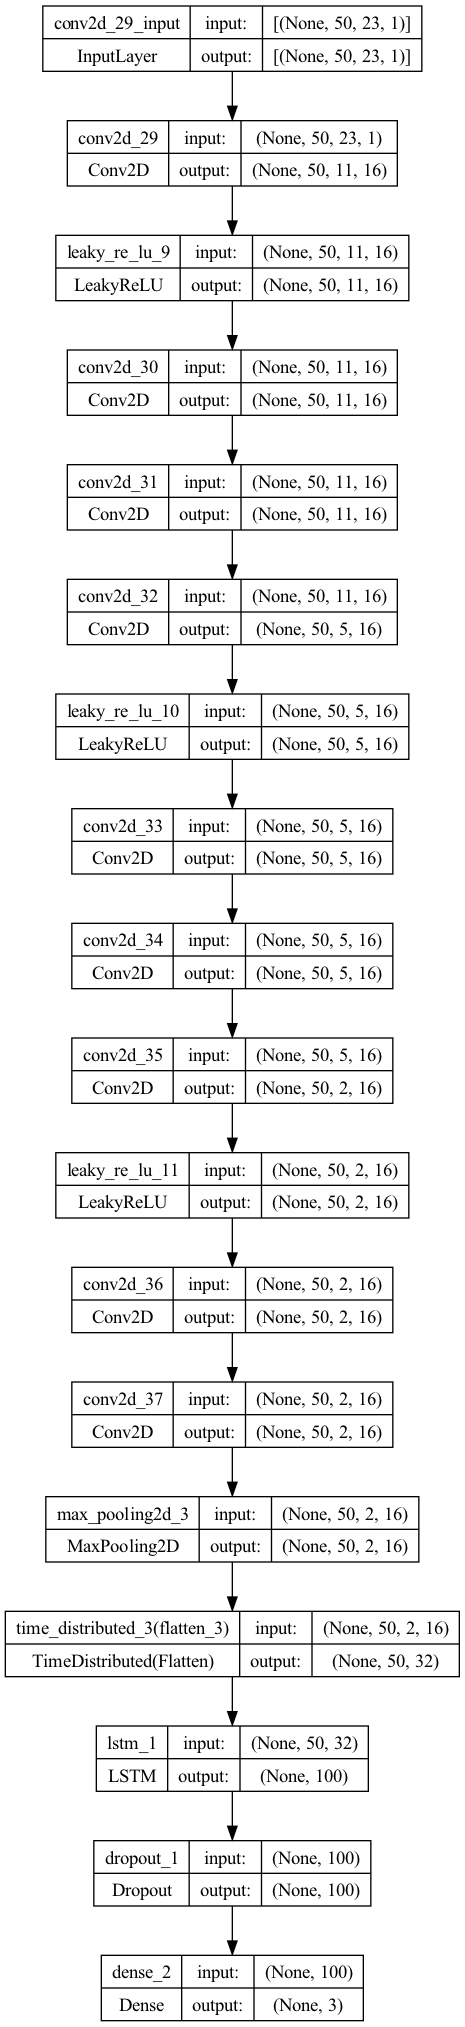 conv2d_29_input input: [(None, 50, 23, 1)]
InputLayer output: [(None, 50, 23, 1)]
conv2d_29 input: (None, 50, 23, 1)
Conv2D output: (None, 50, 11, 16)
leaky_re_lu_9 input: (None, 50, 11, 16)
LeakyReLU output: (None, 50, 11, 16)
conv2d_30 input: (None, 50, 11, 16)
Conv2D output: (None, 50, 11, 16)
conv2d_31 input: (None, 50, 11, 16)
Conv2D output: (None, 50, 11, 16)
conv2d_32 input: (None, 50, 11, 16)
Conv2D output: (None, 50, 5, 16)
leaky_re_lu_10 input: (None, 50, 5, 16)
LeakyReLU output: (None, 50, 5, 16)
conv2d_33 input: (None, 50, 5, 16)
Conv2D output: (None, 50, 5, 16)
conv2d_34 input: (None, 50, 5, 16)
Conv2D output: (None, 50, 5, 16)
conv2d_35 input: (None, 50, 5, 16)
Conv2D output: (None, 50, 2, 16)
leaky_re_lu_11 input: (None, 50, 2, 16)
LeakyReLU output: (None, 50, 2, 16)
conv2d_36 input: (None, 50, 2, 16)
Conv2D output: (None, 50, 2, 16)
conv2d_37 input: (None, 50, 2, 16)
Conv2D output: (None, 50, 2, 16)
max_pooling2d_3 input: (None, 50, 2, 16)
MaxPooling2D output: (None, 50, 2, 16)
time_distributed_3(flatten_3) input: (None, 50, 2, 16)
TimeDistributed(Flatten) output: (None, 50, 32)
lstm_1 input: (None, 50, 32)
LSTM output: (None, 100)
dropout_1 input: (None, 100)
Dropout output: (None, 100)
dense_2 input: (None, 100)
Dense output: (None, 3)